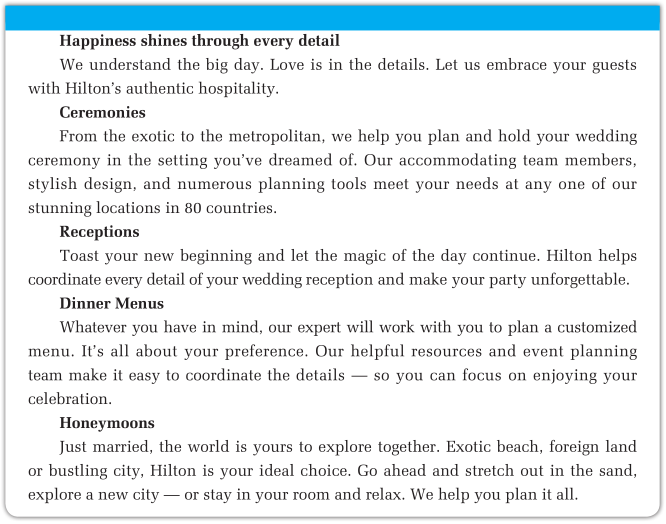 Happiness shines through every detail
We understand the big day. Love is in the details. Let us embrace your guests
with Hilton’s authentic hospitality.
Ceremonies
From the exotic to the metropolitan, we help you plan and hold your wedding
ceremony in the setting you’ve dreamed of. Our accommodating team members,
stylish design, and numerous planning tools meet your needs at any one of our
stunning locations in 80 countries.
Receptions
Toast your new beginning and let the magic of the day continue. Hilton helps
coordinate every detail of your wedding reception and make your party unforgettable.
Dinner Menus
Whatever you have in mind, our expert will work with you to plan a customized
menu. It’s all about your preference. Our helpful resources and event planning
team make it easy to coordinate the details — so you can focus on enjoying your
celebration.
Honeymoons
Just married, the world is yours to explore together. Exotic beach, foreign land
or bustling city, Hilton is your ideal choice. Go ahead and stretch out in the sand,
explore a new city — or stay in your room and relax. We help you plan it all.